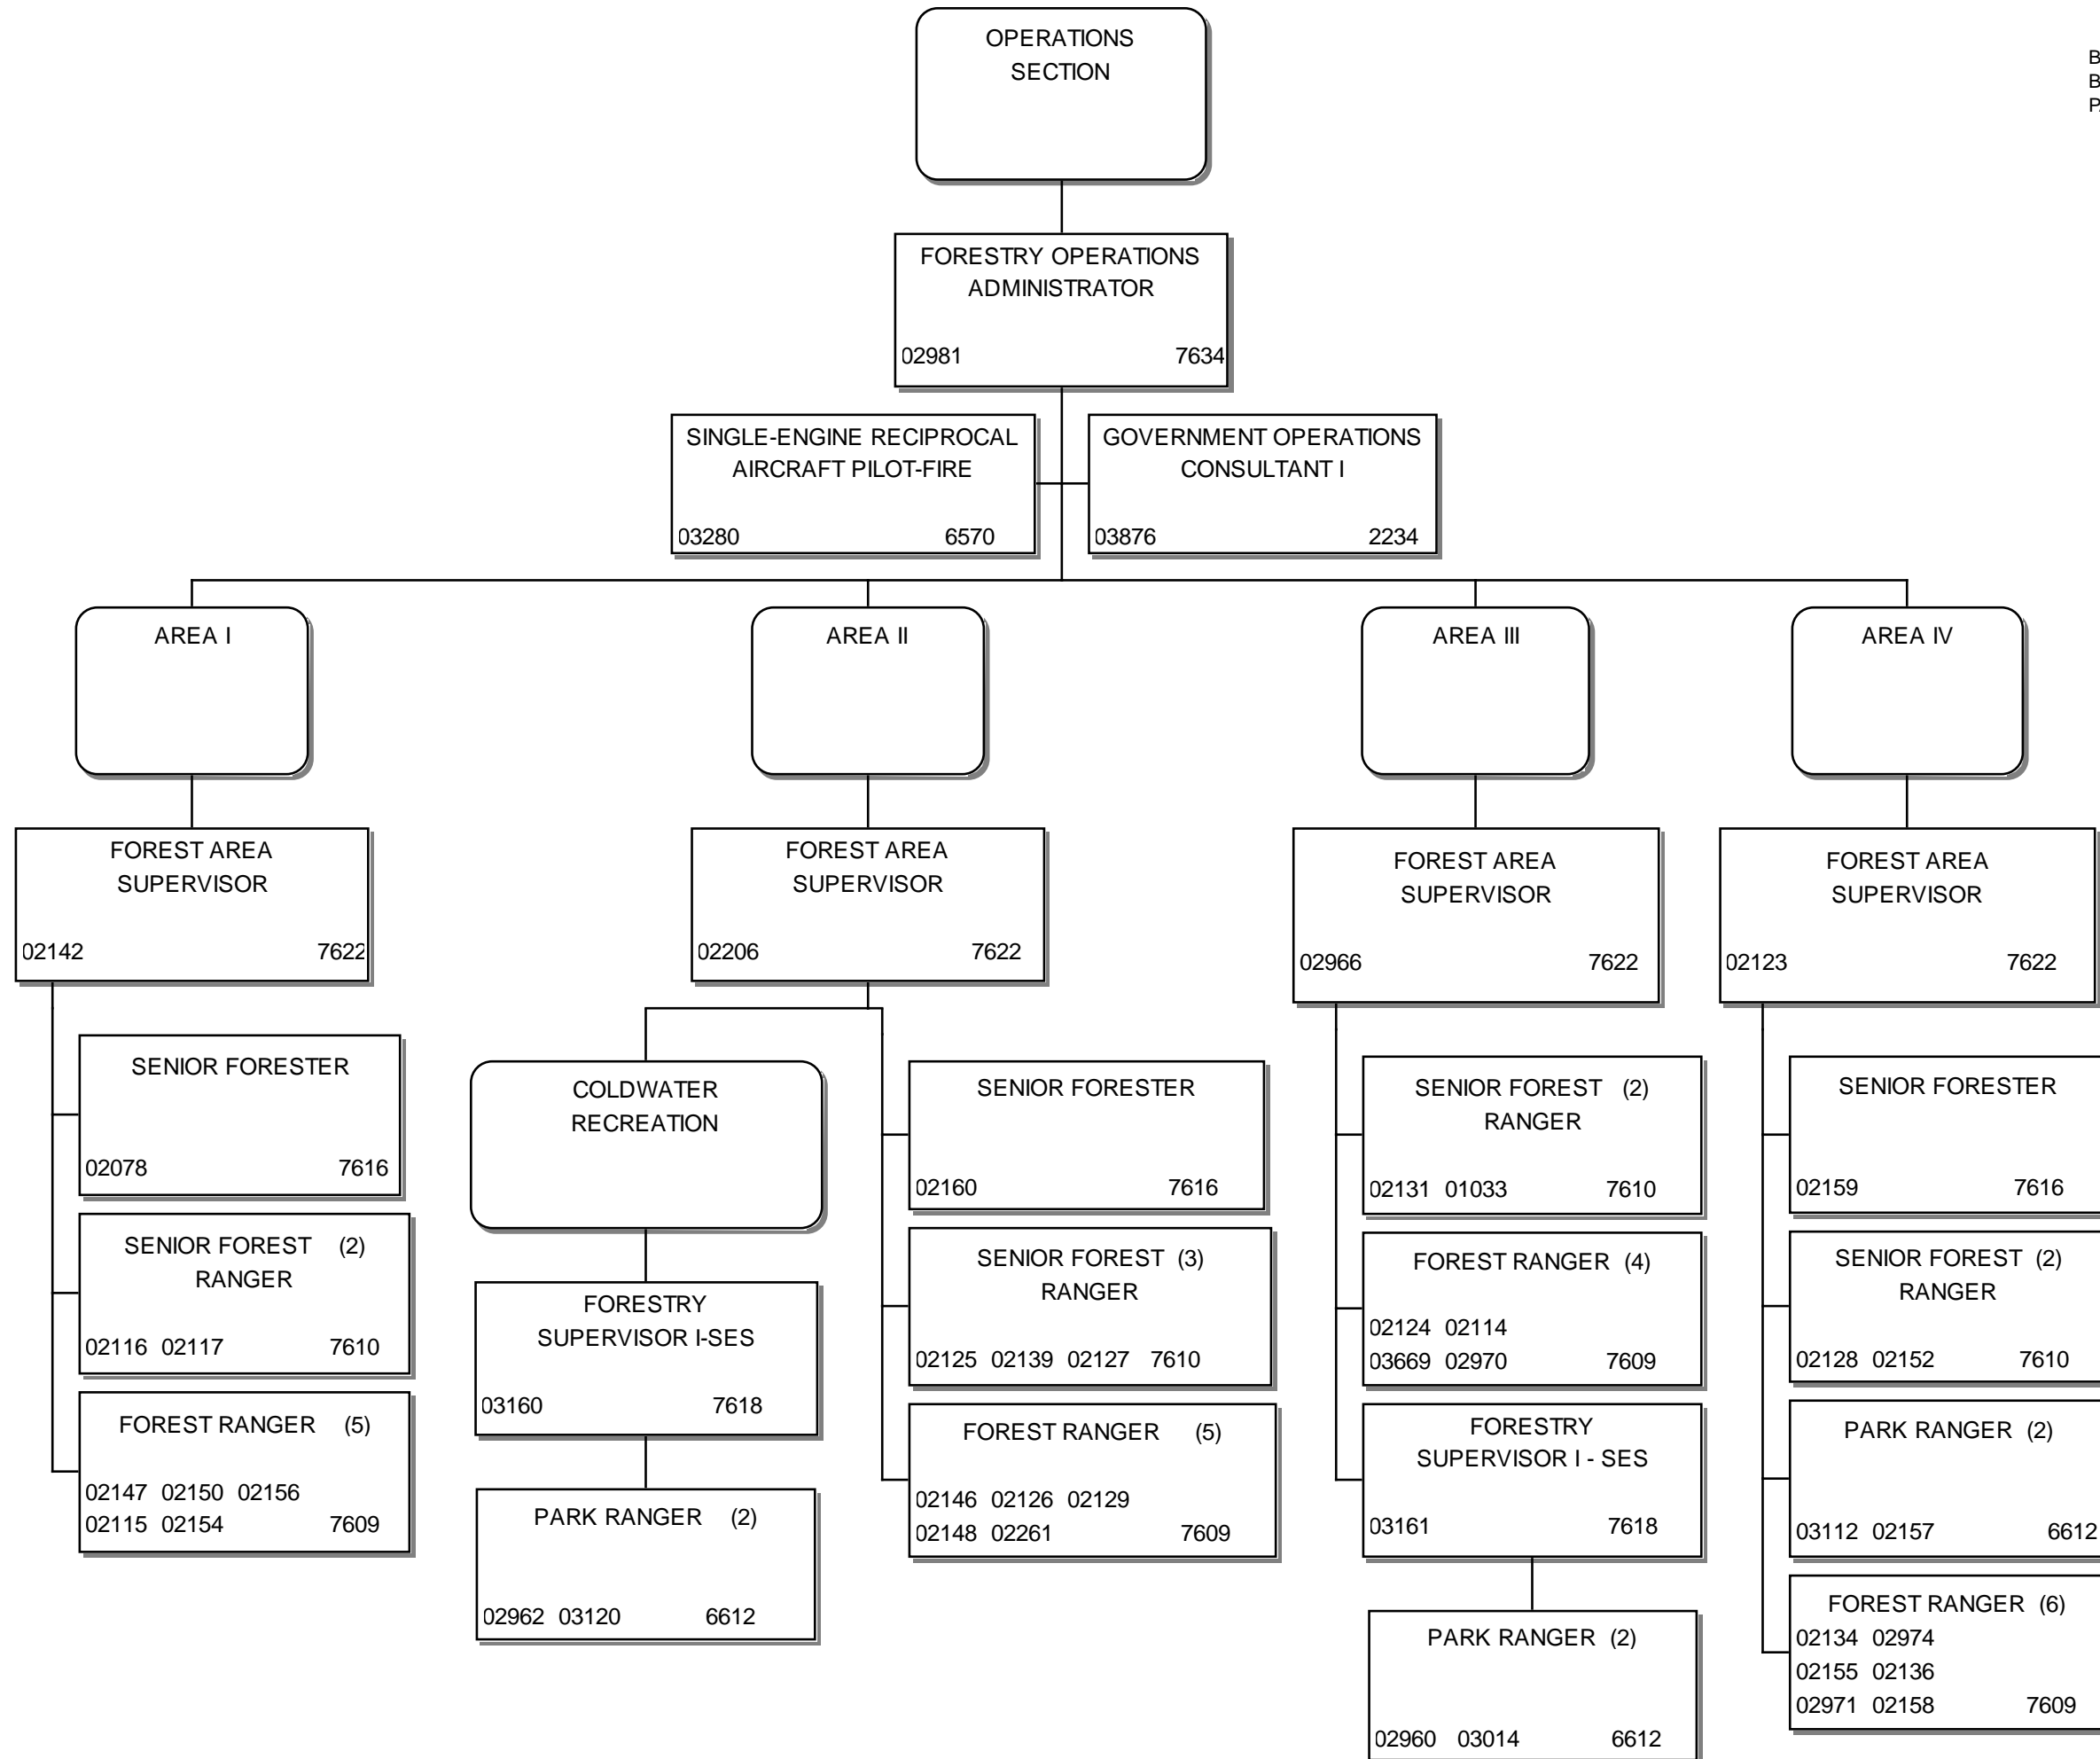 OPERATIONS
SECTION
B
B
FORESTRY OPERATIONS
ADMINISTRATOR
02981 7634
SINGLE-ENGINE RECIPROCAL
AIRCRAFT PILOT-FIRE
03280 6570
GOVERNMENT OPERATIONS
CONSULTANT I
03876 2234
AREA I
FOREST AREA
SUPERVISOR
02142 7622
SENIOR FORESTER
02078 7616
SENIOR FOREST (2)
RANGER
02116 02117 7610
FOREST RANGER (5)
02147 02150 02156
02115 02154 7609
AREA II
FOREST AREA
SUPERVISOR
02206 7622
COLDWATER
RECREATION
FORESTRY
SUPERVISOR I-SES
03160 7618
PARK RANGER (2)
02962 03120 6612
SENIOR FORESTER
02160 7616
SENIOR FOREST (3)
RANGER
02125 02139 02127 7610
FOREST RANGER (5)
02146 02126 02129
02148 02261 7609
AREA III
FOREST AREA
SUPERVISOR
02966 7622
SENIOR FOREST (2)
RANGER
02131 01033 7610
FOREST RANGER (4)
02124 02114
03669 02970 7609
FORESTRY
SUPERVISOR I - SES
03161 7618
PARK RANGER (2)
02960 03014 6612
AREA IV
FOREST AREA
SUPERVISOR
02123 7622
SENIOR FORESTER
02159 7616
SENIOR FOREST (2)
RANGER
02128 02152 7610
PARK RANGER (2)
03112 02157 6612
FOREST RANGER (6)
02134 02974
02155 02136
02971 02158 7609